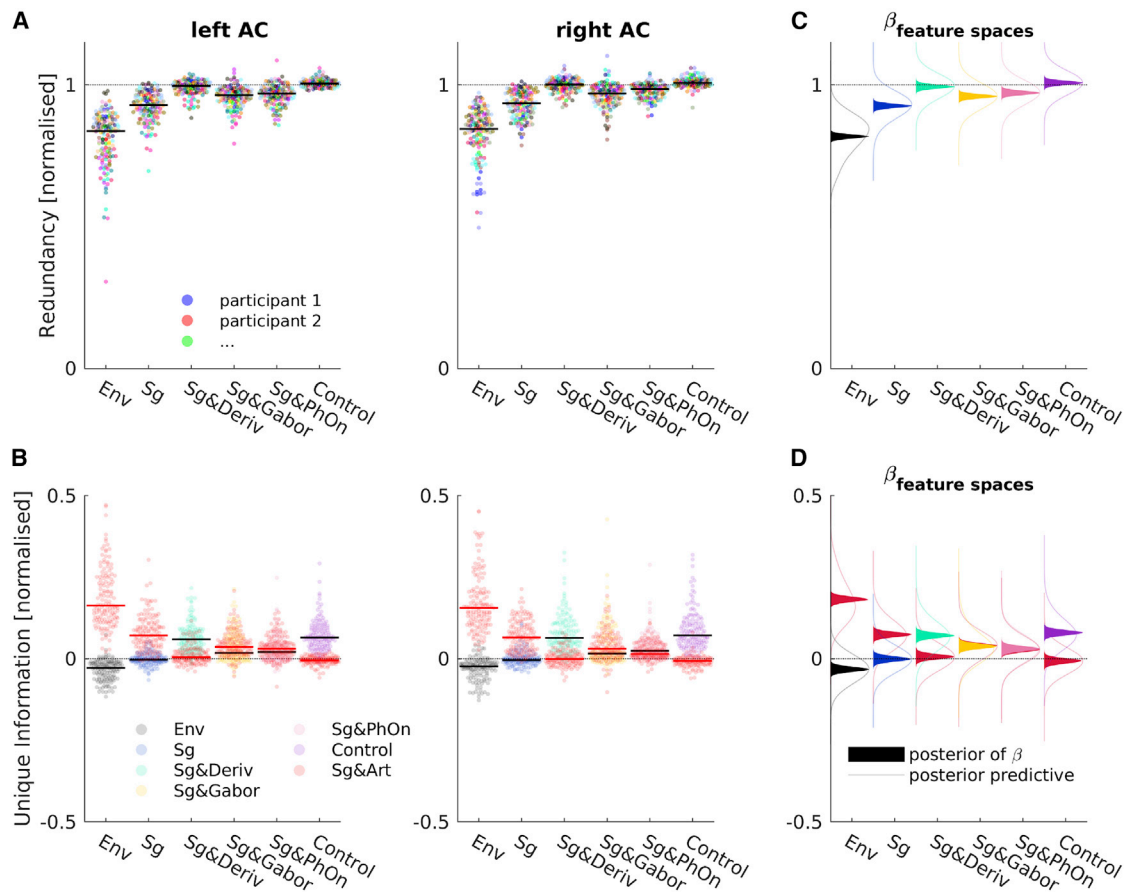 A
left AC
right AC
Redundancy [normalised]
1
0
participant 1
participant 2
...
Env
Sg
Sg&Deriv
Sg&Gabor
Sg&PhOn
Control
1
0
Env
Sg
Sg&Deriv
Sg&Gabor
Sg&PhOn
Control
C
β feature spaces
1
0
Env
Sg
Sg&Deriv
Sg&Gabor
Sg&PhOn
Control
B
Unique Information [normalised]
0.5
0
-0.5
Env
Sg
Sg&Deriv
Sg&Gabor
Sg&PhOn
Control
Sg&Art
Env
Sg
Sg&Deriv
Sg&Gabor
Sg&PhOn
Control
0.5
0
-0.5
Env
Sg
Sg&Deriv
Sg&Gabor
Sg&PhOn
Control
D
β feature spaces
0.5
0
-0.5
posterior of β
posterior predictive
Env
Sg
Sg&Deriv
Sg&Gabor
Sg&PhOn
Control